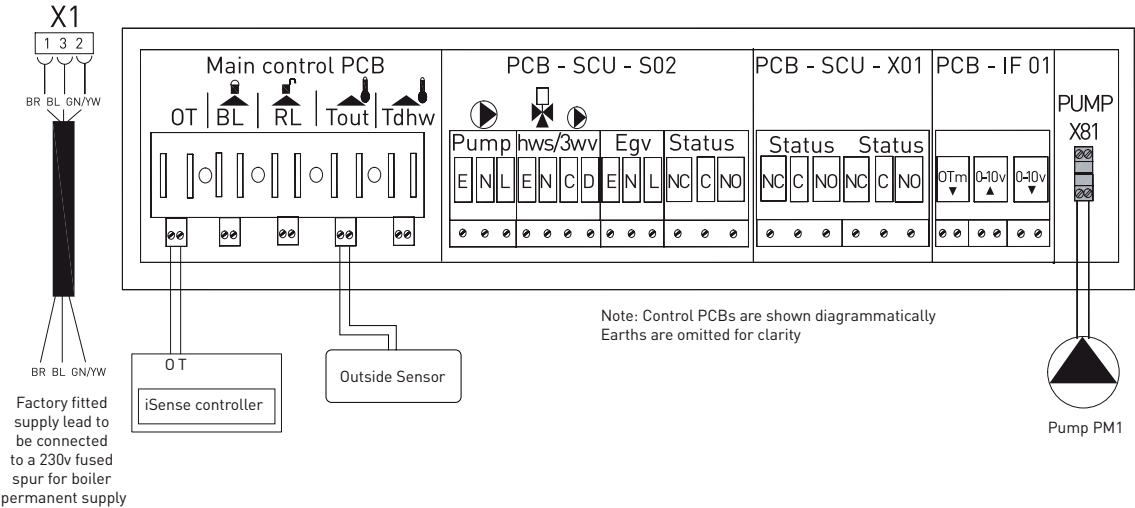 X1
1 3 2
BR BL GN/YW
BR BL GN/YW
Factory fitted
supply lead to
be connected
to a 230v fused
spur for boiler
permanent supply
Main control PCB
OT BL RL Tout Tdhw
OT
iSense controller
Outside Sensor
PCB - SCU - S02
Pump hws/3wv Egv Status
E N L E N C D E N L NC C NO
PCB - SCU - X01
Status Status
NC C NO NC C NO
PCB - IF 01
OTm 0-10v 0-10v
PUMP
X81
Note: Control PCBs are shown diagrammatically
Earths are omitted for clarity
Pump PM1